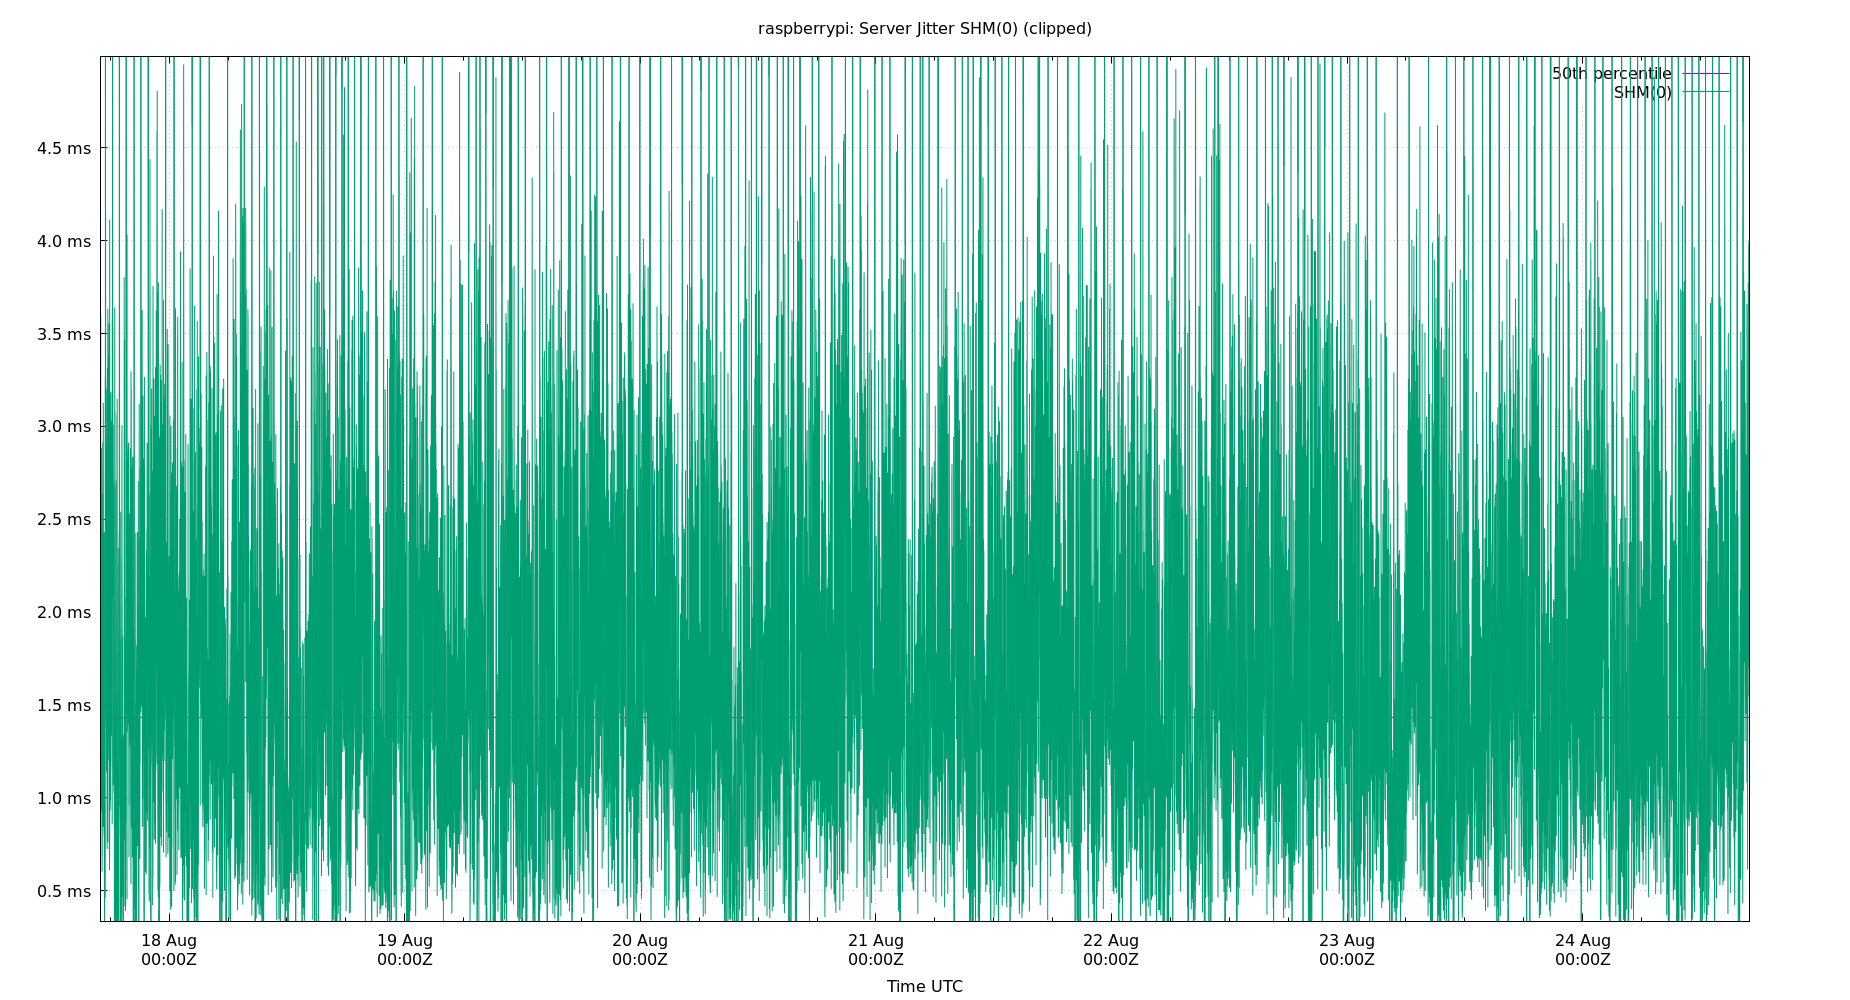 raspberrypi: Server Jitter SHM(0) (clipped)
50th percentile
SHM(0)
4.5 ms
4.0 ms
3.5 ms
3.0 ms
2.5 ms
2.0 ms
1.5 ms
1.0 ms
0.5 ms
18 Aug 19 Aug 20 Aug 21 Aug 22 Aug 23 Aug 24 Aug
00:00Z 00:00Z 00:00Z 00:00Z 00:00Z 00:00Z 00:00Z
Time UTC